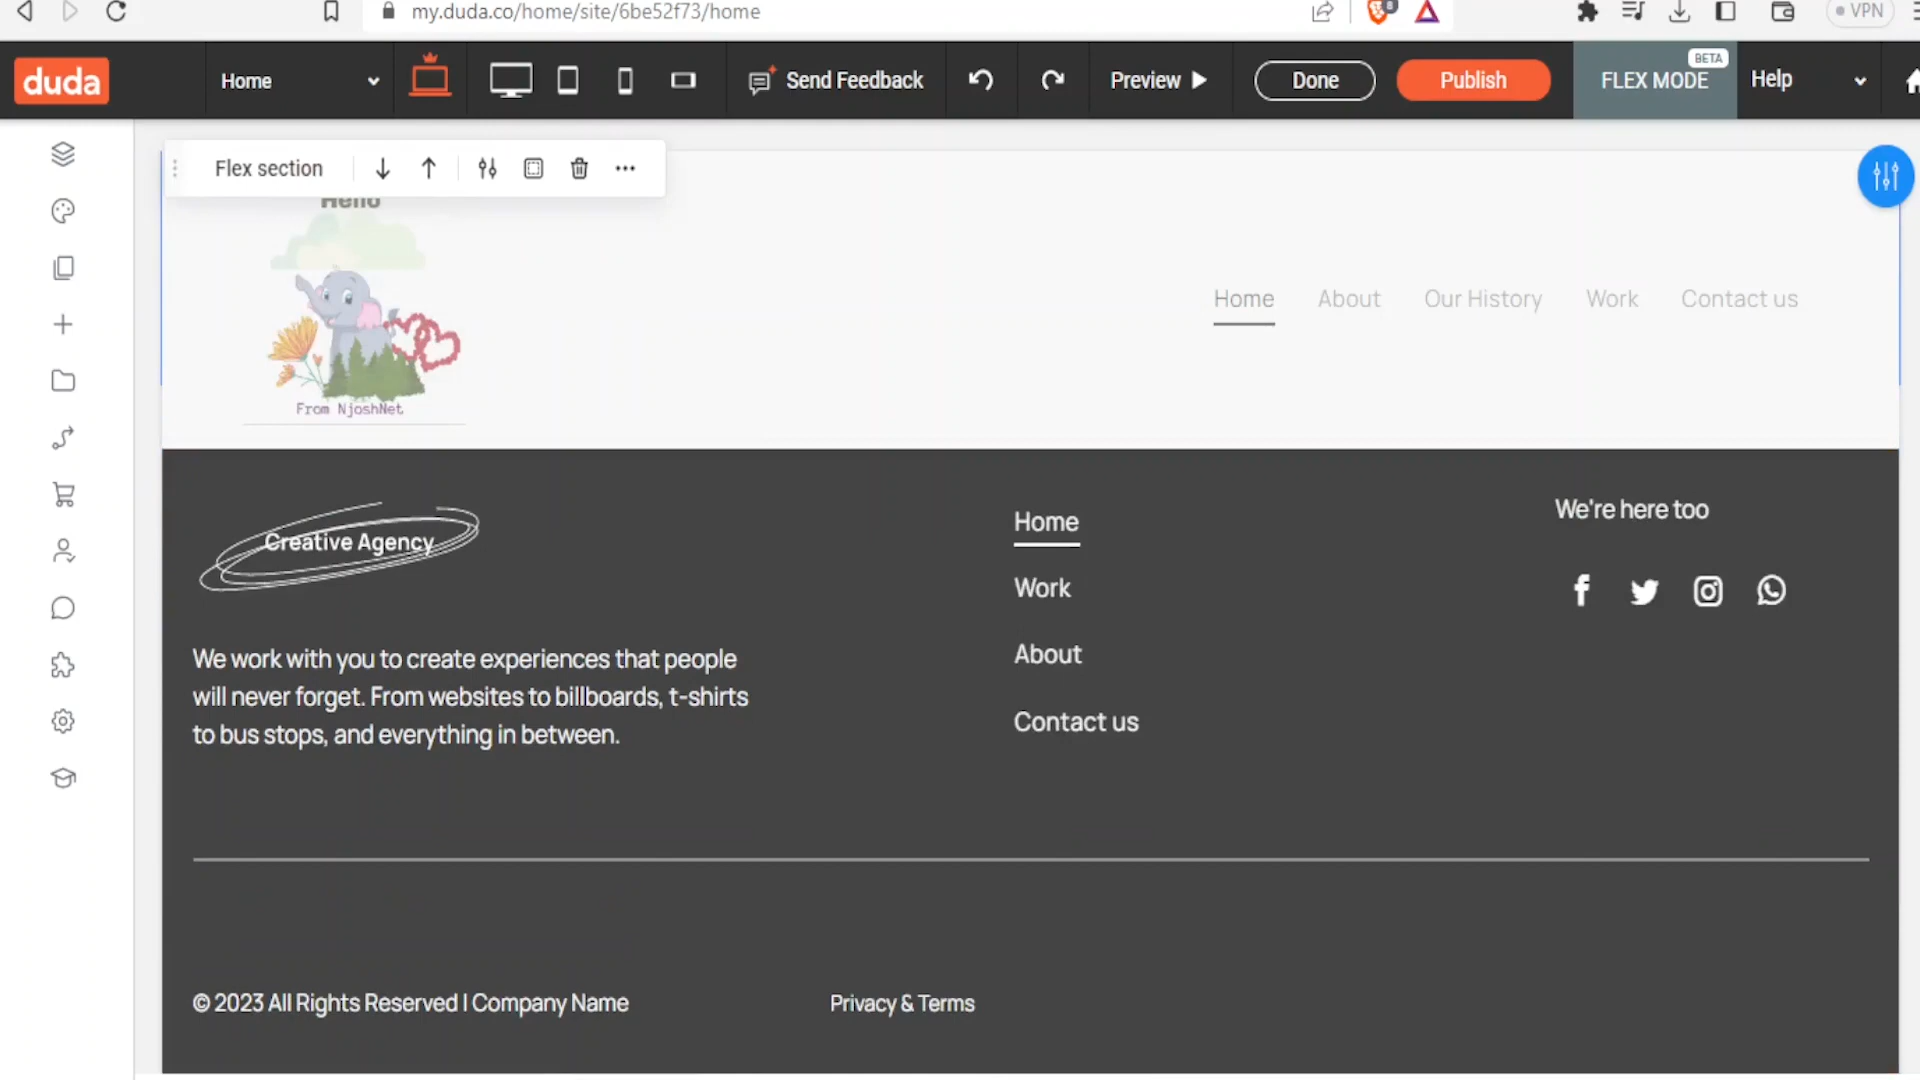 my.duda.co/home/site/6be52f73/home
8
VPN
duda
Home
Send Feedback
Preview
Done
Publish
FLEX MODE
BETA
Help
Flex section
Hello
From NjoshNet
Home
About
Our History
Work
Contact us
Creative Agency
We work with you to create experiences that people
will never forget. From websites to billboards, t-shirts
to bus stops, and everything in between.
Home
Work
About
Contact us
We're here too
© 2023 All Rights Reserved | Company Name
Privacy & Terms